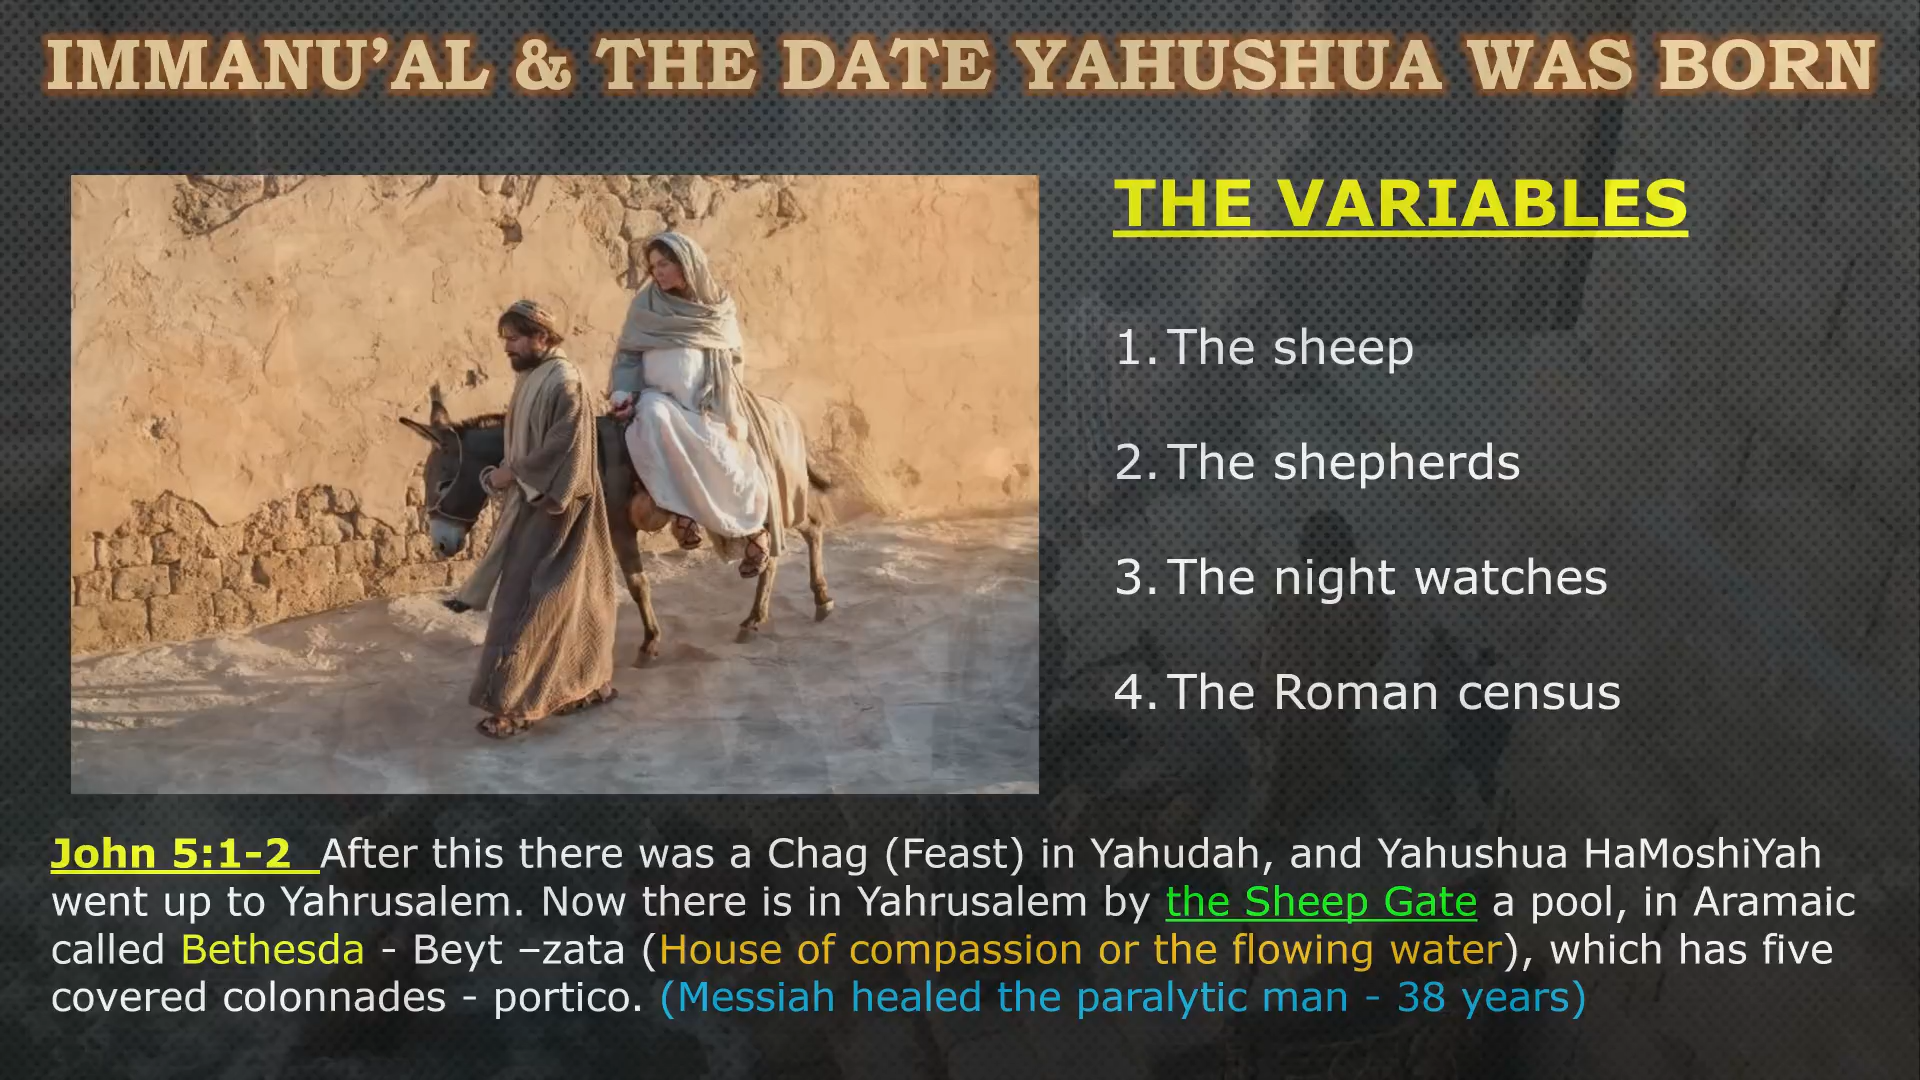 IMMANU’AL & THE DATE YAHUSHUA WAS BORN
THE VARIABLES
1. The sheep
2. The shepherds
3. The night watches
4. The Roman census
John 5:1-2 After this there was a Chag (Feast) in Yahudah, and Yahushua HaMoshiYah
went up to Yahrusalem. Now there is in Yahrusalem by the Sheep Gate a pool, in Aramaic
called Bethesda - Beyt –zata (House of compassion or the flowing water), which has five
covered colonnades - portico. (Messiah healed the paralytic man - 38 years)